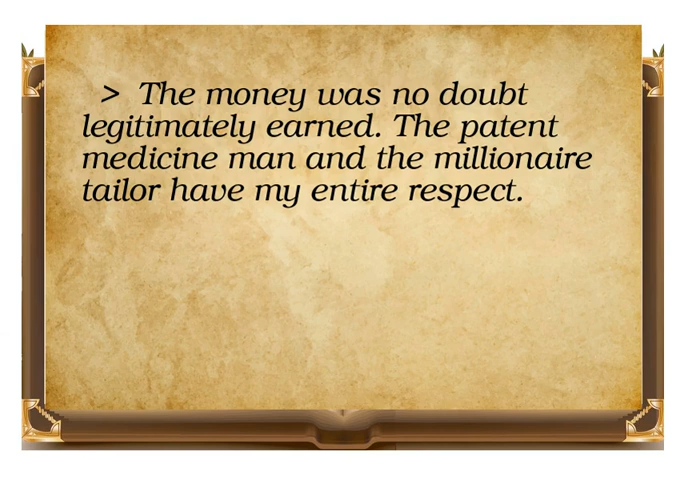 > The money was no doubt
legitimately earned. The patent
medicine man and the millionaire
tailor have my entire respect.